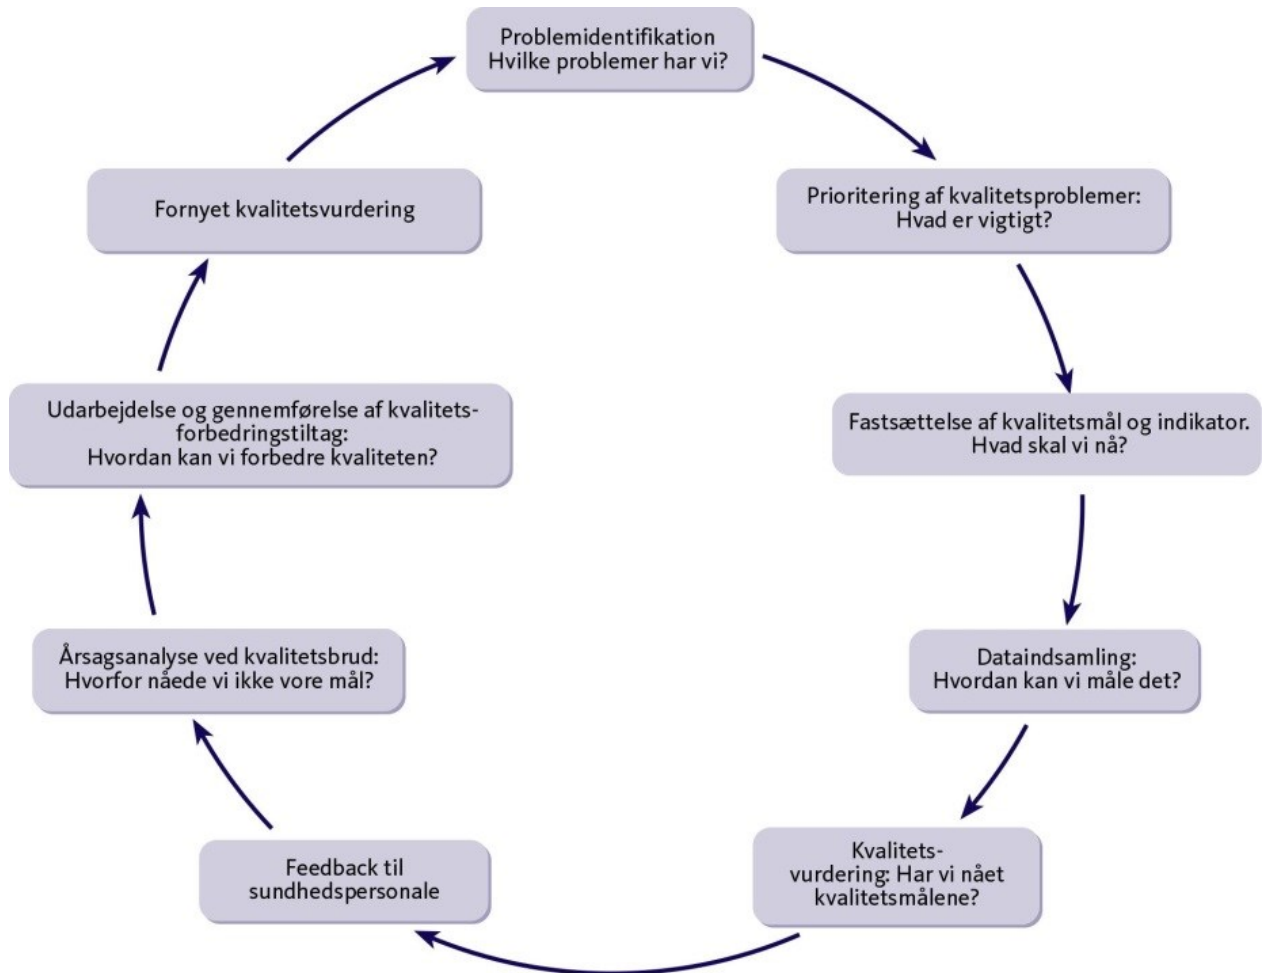 Problemidentifikation
Hvilke problemer har vi?
Prioritering af kvalitetsproblemer:
Hvad er vigtigt?
Fastsættelse af kvalitetsmål og indikator.
Hvad skal vi nå?
Dataindsamling:
Hvordan kan vi måle det?
Kvalitets-
vurdering: Har vi nået
kvalitetsmålene?
Feedback til
sundhedspersonale
Årsagsanalyse ved kvalitetsbrud:
Hvorfor nåede vi ikke vore mål?
Udarbejdelse og gennemførelse af kvalitets-
forbedringstiltag:
Hvordan kan vi forbedre kvaliteten?
Fornyet kvalitetsvurdering